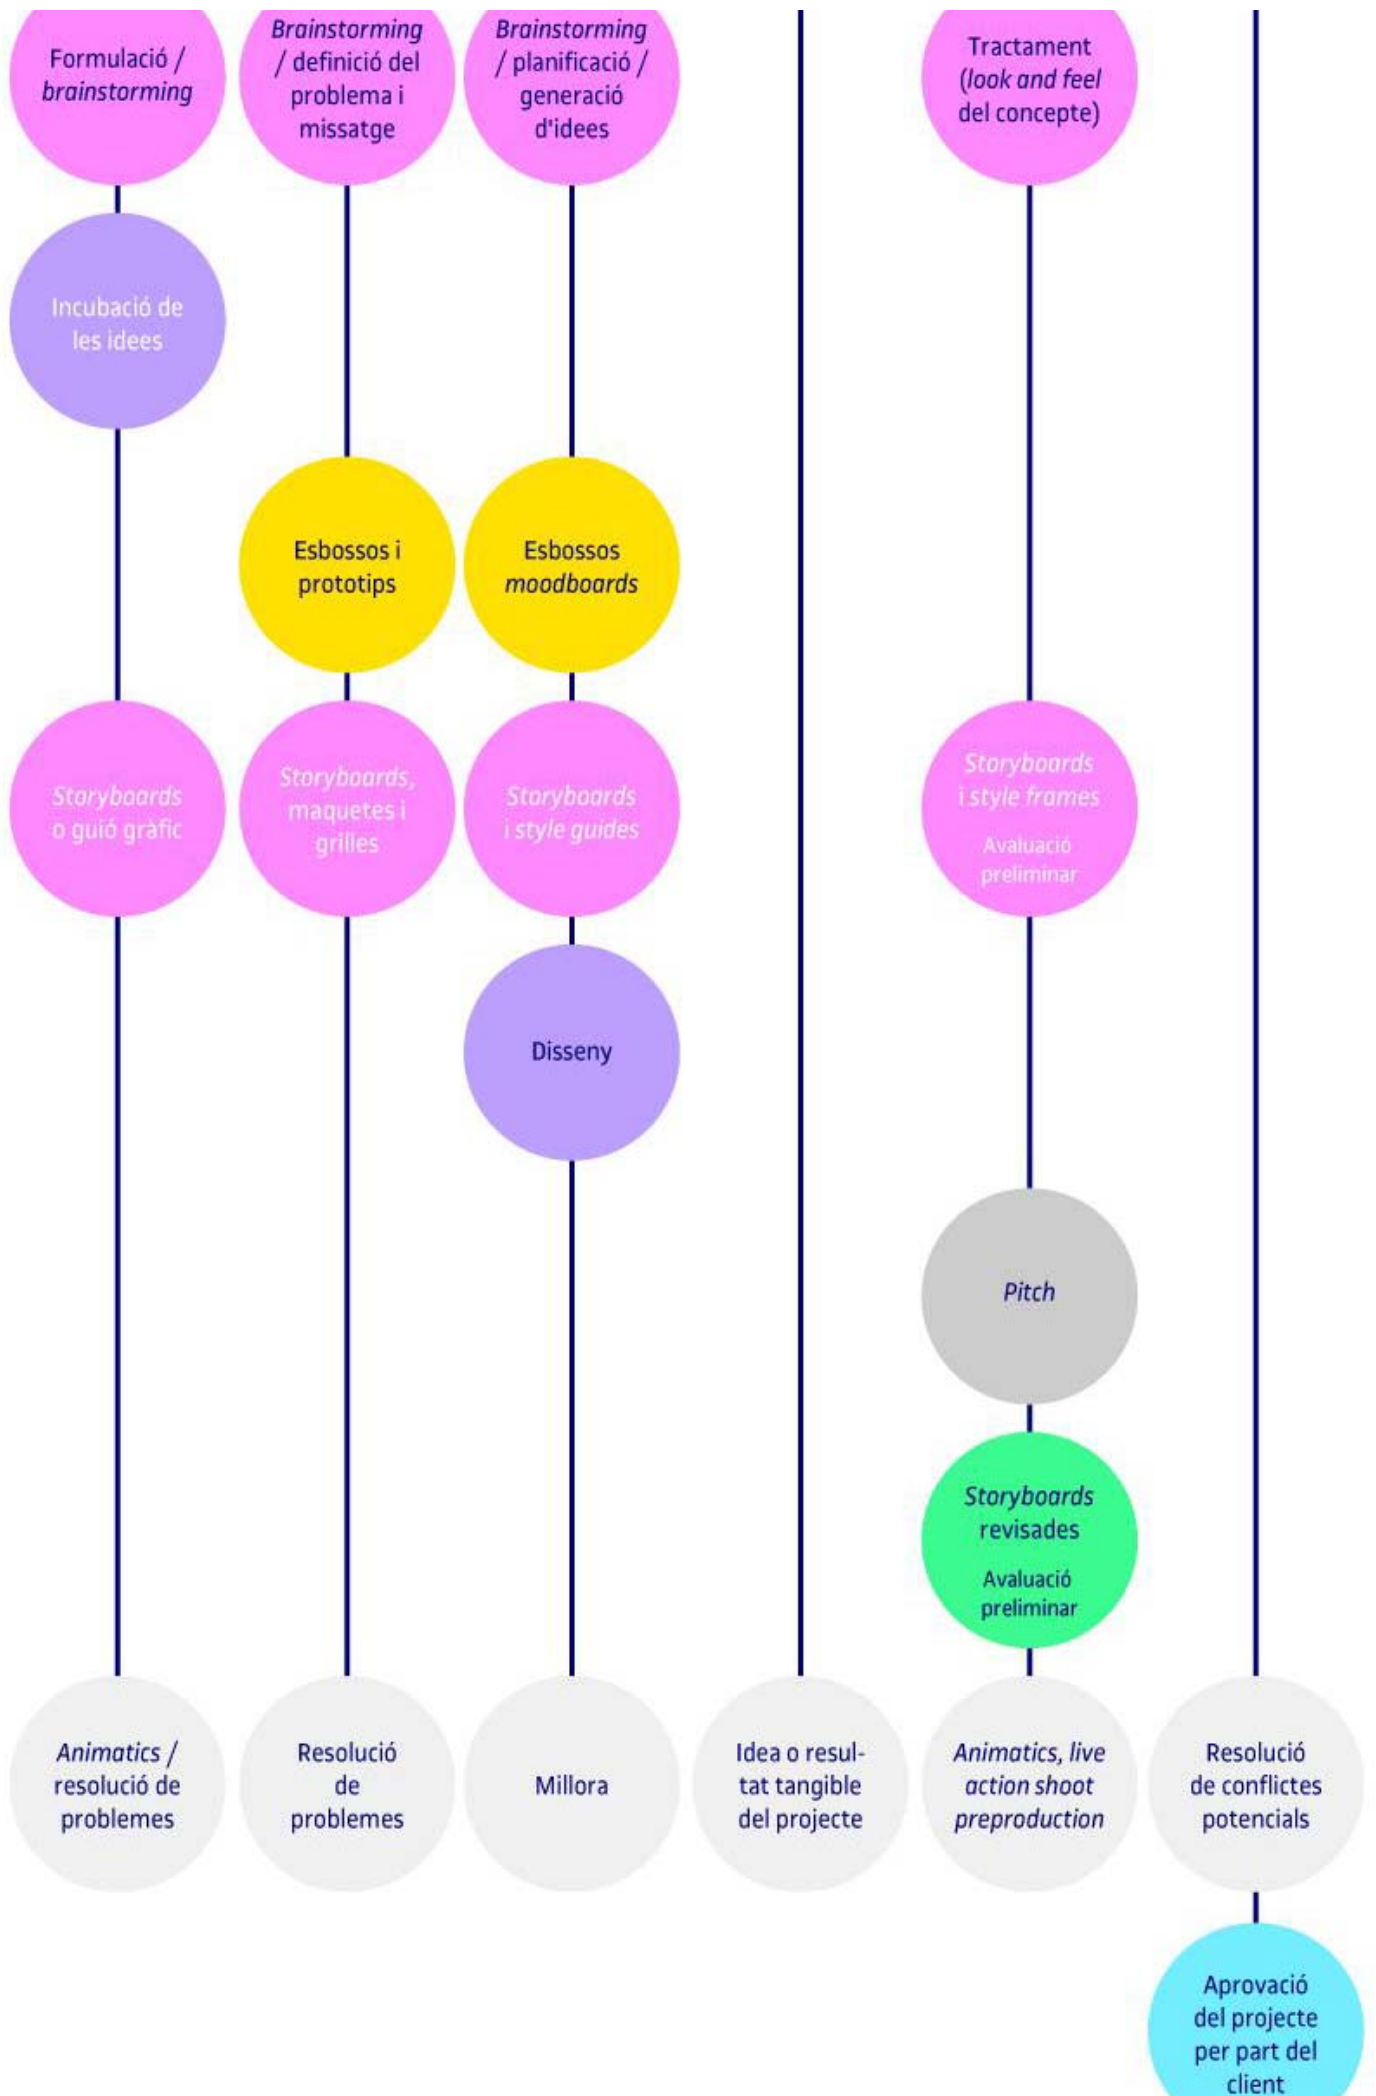 Formulació /
brainstorming
Brainstorming
/ definició del
problema i
missatge
Brainstorming
/ planificació /
generació
d'idees
Tractament
(look and feel
del concepte)
Incubació de
les idees
Esbossos i
prototips
Esbossos
moodboards
Storyboards
o guió gràfic
Storyboards,
maquetes i
grilles
Storyboards
i style guides
Storyboards
i style frames
Avaluació
preliminar
Disseny
Pitch
Storyboards
revisades
Avaluació
preliminar
Animatics /
resolució de
problemes
Resolució
de
problemes
Millora
Idea o resul-
tat tangible
del projecte
Animatics, live
action shoot
preproduction
Resolució
de conflictes
potencials
Aprovació
del projecte
per part del
client